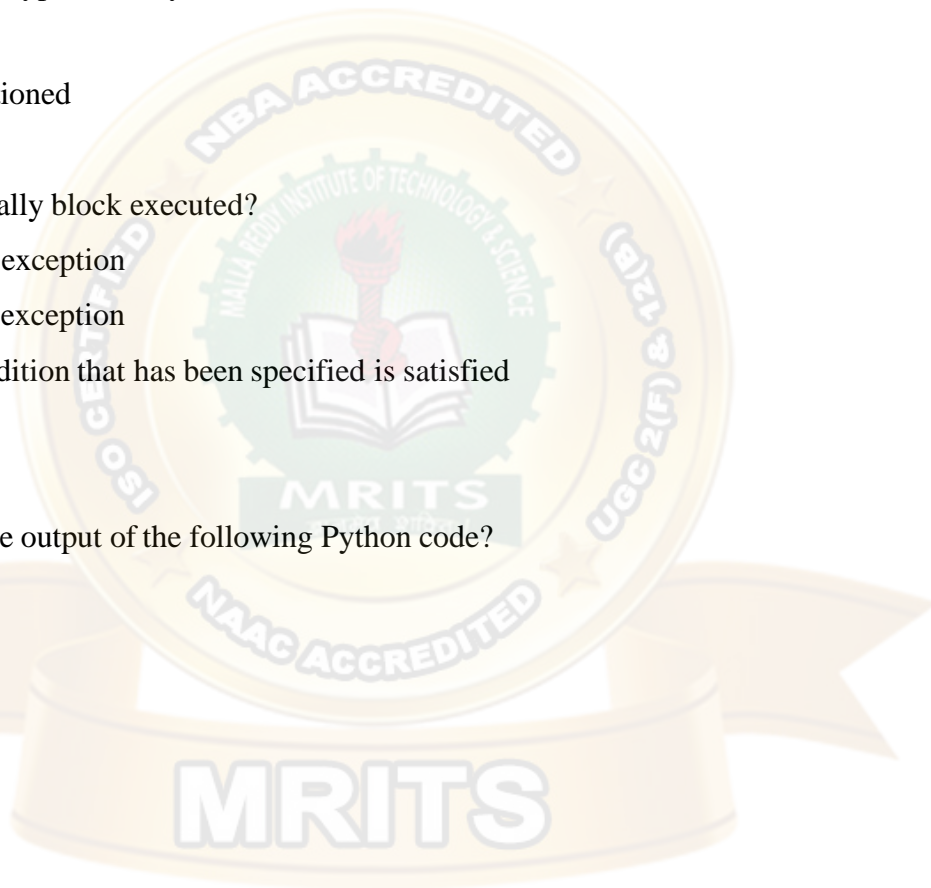 tioned
ally block executed?
exception
exception
dition that has been specified is satisfied
e output of the following Python code?
NBA ACCREDITED
ISO CERTIFIED
UGC 2(F) & 12(B)
MALLA REDDY INSTITUTE OF TECHNOLOGY & SCIENCE
MRITS
NAAC ACCREDITED
MRITS